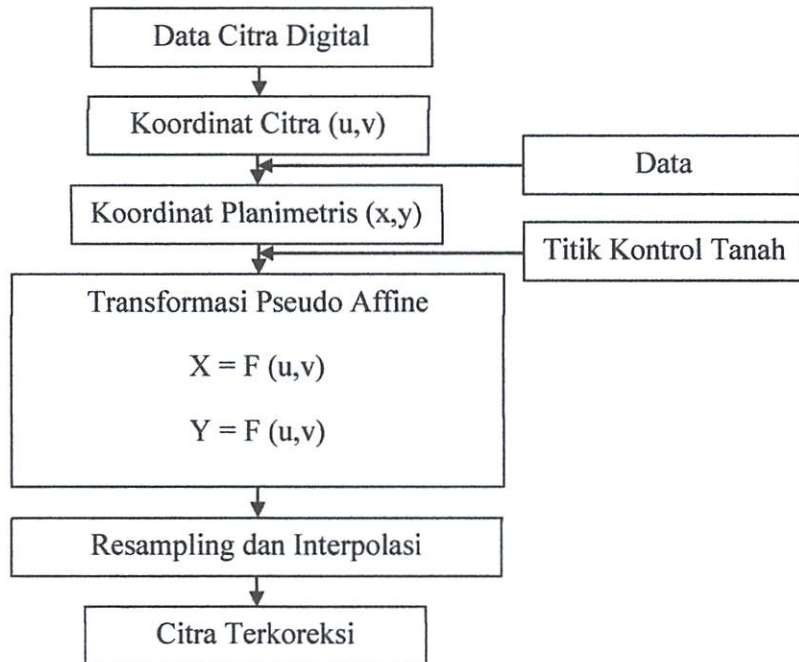 Data Citra Digital
Koordinat Citra (u,v)
Data
Koordinat Planimetris (x,y)
Titik Kontrol Tanah
Transformasi Pseudo Affine
X = F (u,v)
Y = F (u,v)
Resampling dan Interpolasi
Citra Terkoreksi